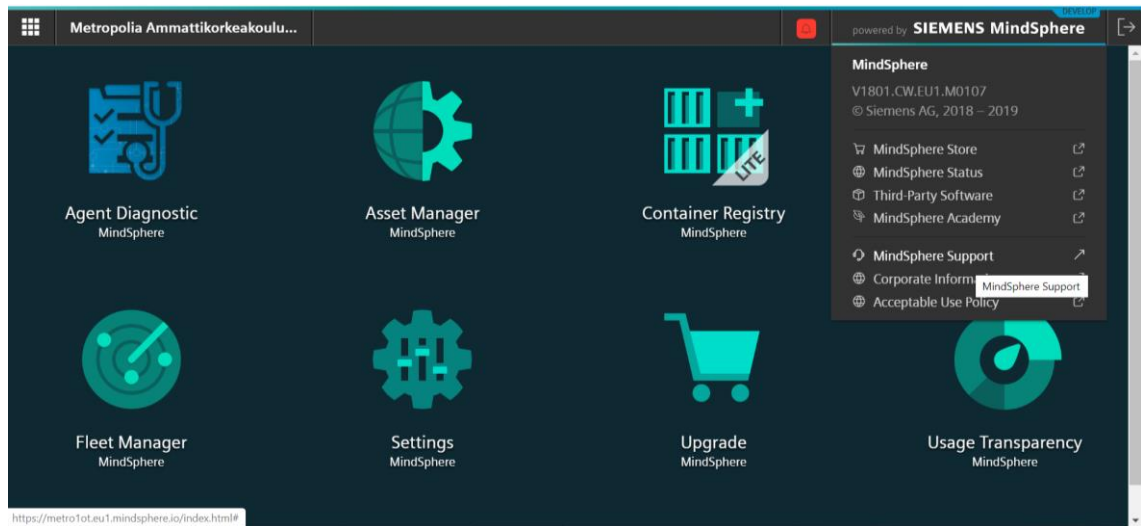 Metropolia Ammattikorkeakoulu...
DEVELOP
powered by SIEMENS MindSphere
MindSphere
V1801.CW.EU1.M0107
© Siemens AG, 2018 – 2019
MindSphere Store
MindSphere Status
Third-Party Software
MindSphere Academy
MindSphere Support
Corporate Inform
MindSphere Support
Acceptable Use Policy
LITE
Agent Diagnostic
MindSphere
Asset Manager
MindSphere
Container Registry
MindSphere
Fleet Manager
MindSphere
Settings
MindSphere
Upgrade
MindSphere
Usage Transparency
MindSphere
https://metro1ot.eu1.mindsphere.io/index.html#